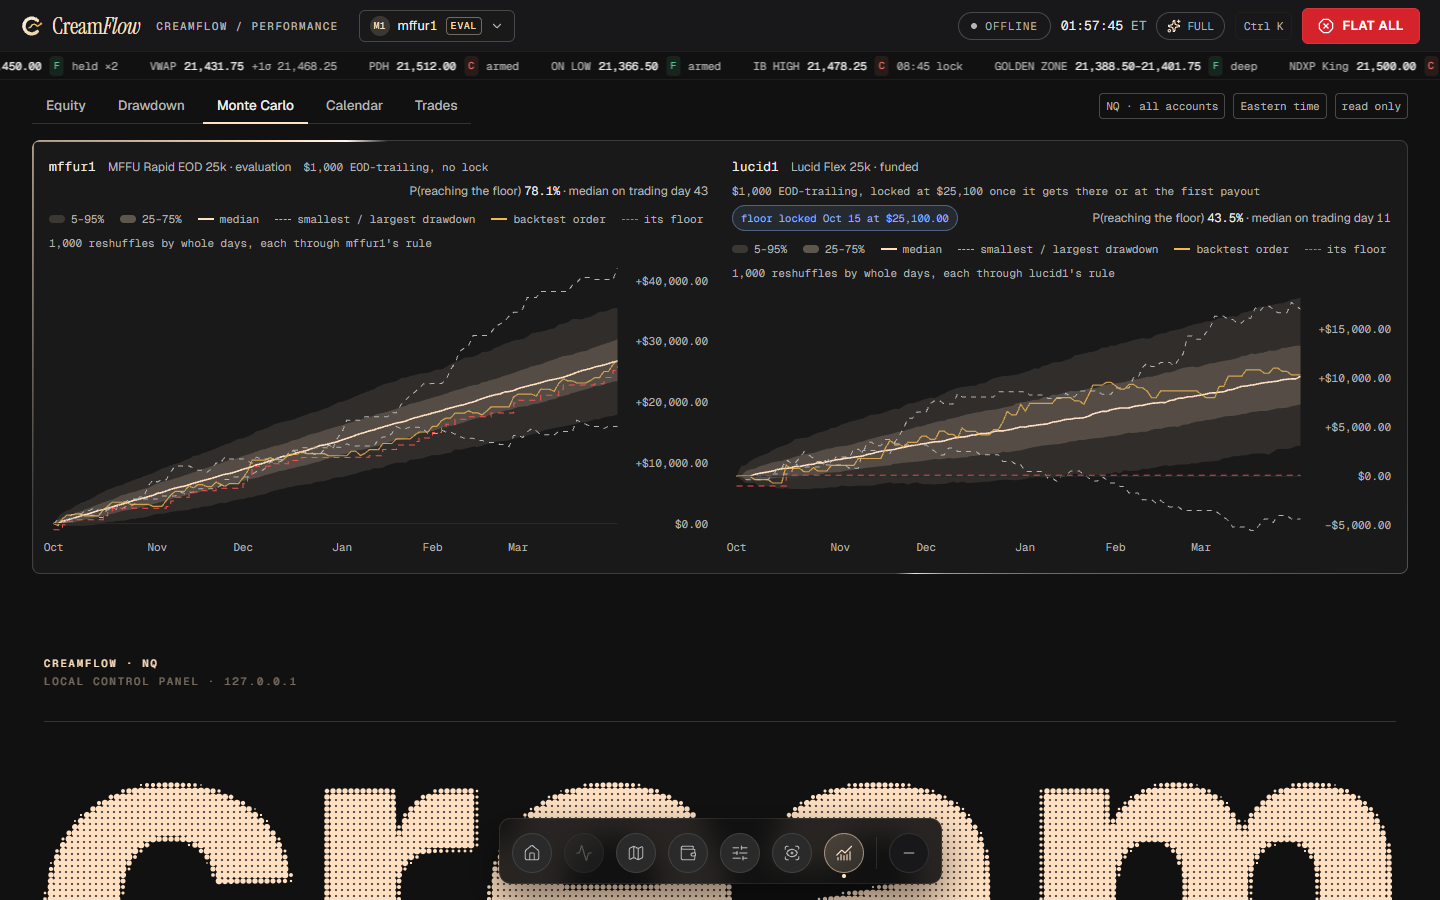 CreamFlow CREAMFLOW / PERFORMANCE M1 mffur1 EVAL OFFLINE 01:57:45 ET FULL Ctrl K FLAT ALL
.450.00 F held ×2 VWAP 21,431.75 +1σ 21,468.25 PDH 21,512.00 C armed ON LOW 21,366.50 F armed IB HIGH 21,478.25 C 08:45 lock GOLDEN ZONE 21,388.50–21,401.75 F deep NDXP King 21,500.00 C
Equity Drawdown Monte Carlo Calendar Trades NQ · all accounts Eastern time read only
mffur1 MFFU Rapid EOD 25k · evaluation $1,000 EOD-trailing, no lock
P(reaching the floor) 78.1% · median on trading day 43
5–95% 25–75% median smallest / largest drawdown backtest order its floor
1,000 reshuffles by whole days, each through mffur1's rule
+$40,000.00
+$30,000.00
+$20,000.00
+$10,000.00
$0.00
Oct Nov Dec Jan Feb Mar
lucid1 Lucid Flex 25k · funded
$1,000 EOD-trailing, locked at $25,100 once it gets there or at the first payout
floor locked Oct 15 at $25,100.00 P(reaching the floor) 43.5% · median on trading day 11
5–95% 25–75% median smallest / largest drawdown backtest order its floor
1,000 reshuffles by whole days, each through lucid1's rule
+$15,000.00
+$10,000.00
+$5,000.00
$0.00
−$5,000.00
Oct Nov Dec Jan Feb Mar
CREAMFLOW · NQ
LOCAL CONTROL PANEL · 127.0.0.1
cream